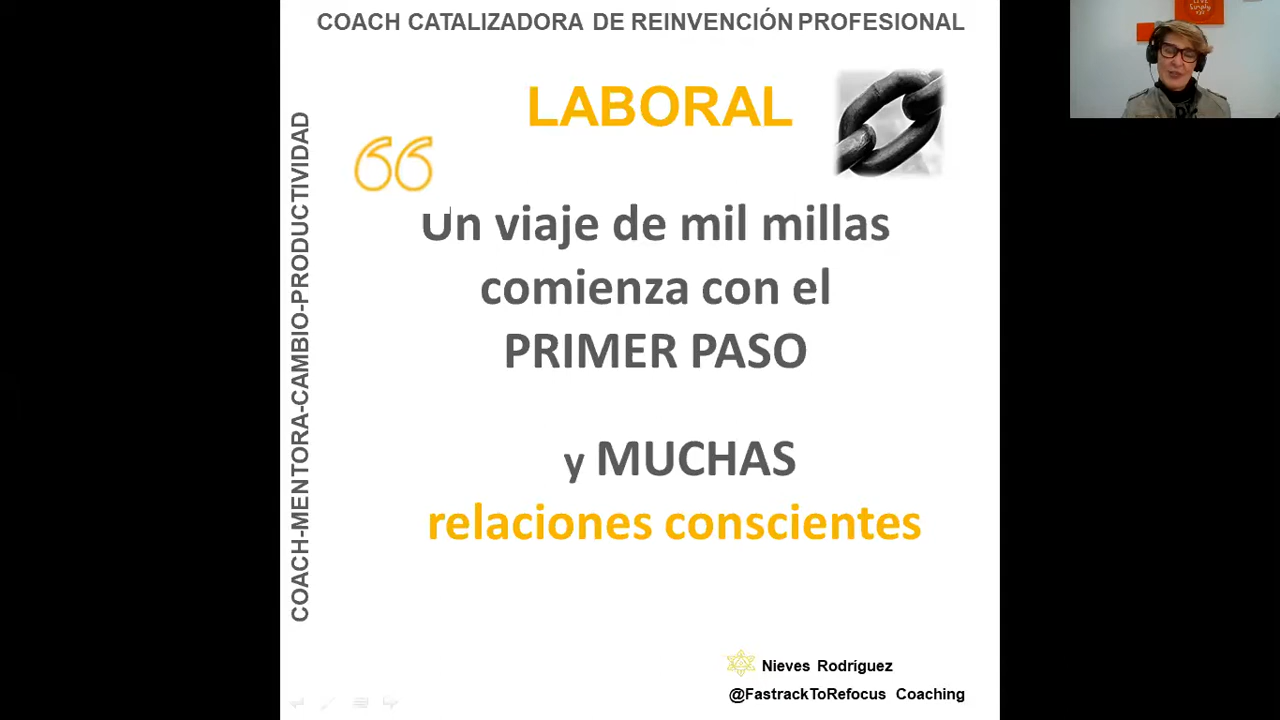 COACH CATALIZADORA DE REINVENCIÓN PROFESIONAL
LABORAL
COACH-MENTORA-CAMBIO-PRODUCTIVIDAD
Un viaje de mil millas
comienza con el
PRIMER PASO
y MUCHAS
relaciones conscientes
Nieves Rodríguez
@FastrackToRefocus Coaching